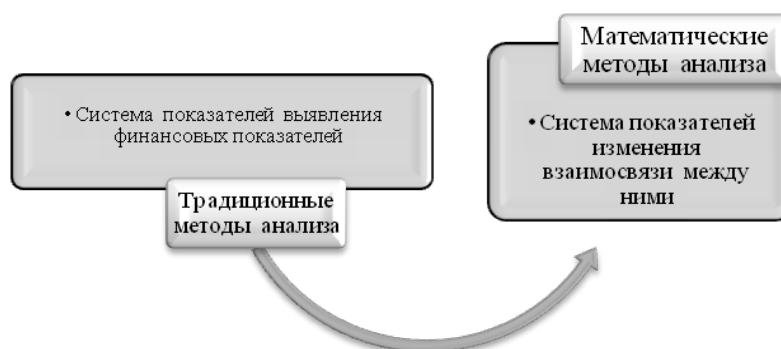 • Система показателей выявления
финансовых показателей
Традиционные
методы анализа
Математические
методы анализа
• Система показателей
изменения
взаимосвязи между
ними